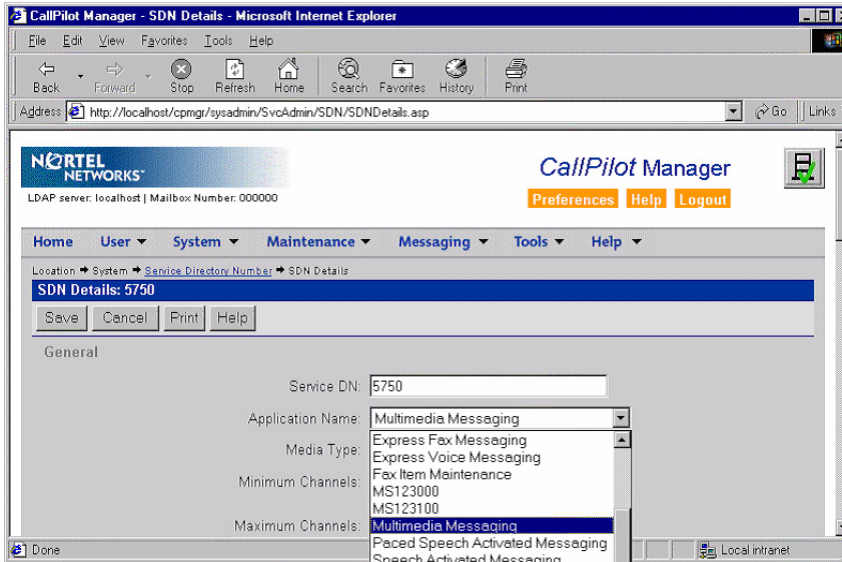 CallPilot Manager - SDN Details - Microsoft Internet Explorer
File Edit View Favorites Tools Help
Back Forward Stop Refresh Home Search Favorites History Print
Address http://localhost/cpmgr/sysadmin/SvcAdmin/SDN/SDNDetails.asp Go Links
NORTEL
NETWORKS™
CallPilot Manager
LDAP server: localhost | Mailbox Number: 000000
Preferences Help Logout
Home User System Maintenance Messaging Tools Help
Location → System → Service Directory Number → SDN Details
SDN Details: 5750
Save Cancel Print Help
General
Service DN: 5750
Application Name: Multimedia Messaging
Media Type:
Minimum Channels:
Maximum Channels:
Express Fax Messaging
Express Voice Messaging
Fax Item Maintenance
MS123000
MS123100
Multimedia Messaging
Paced Speech Activated Messaging
Speech Activated Messaging
Done Local intranet